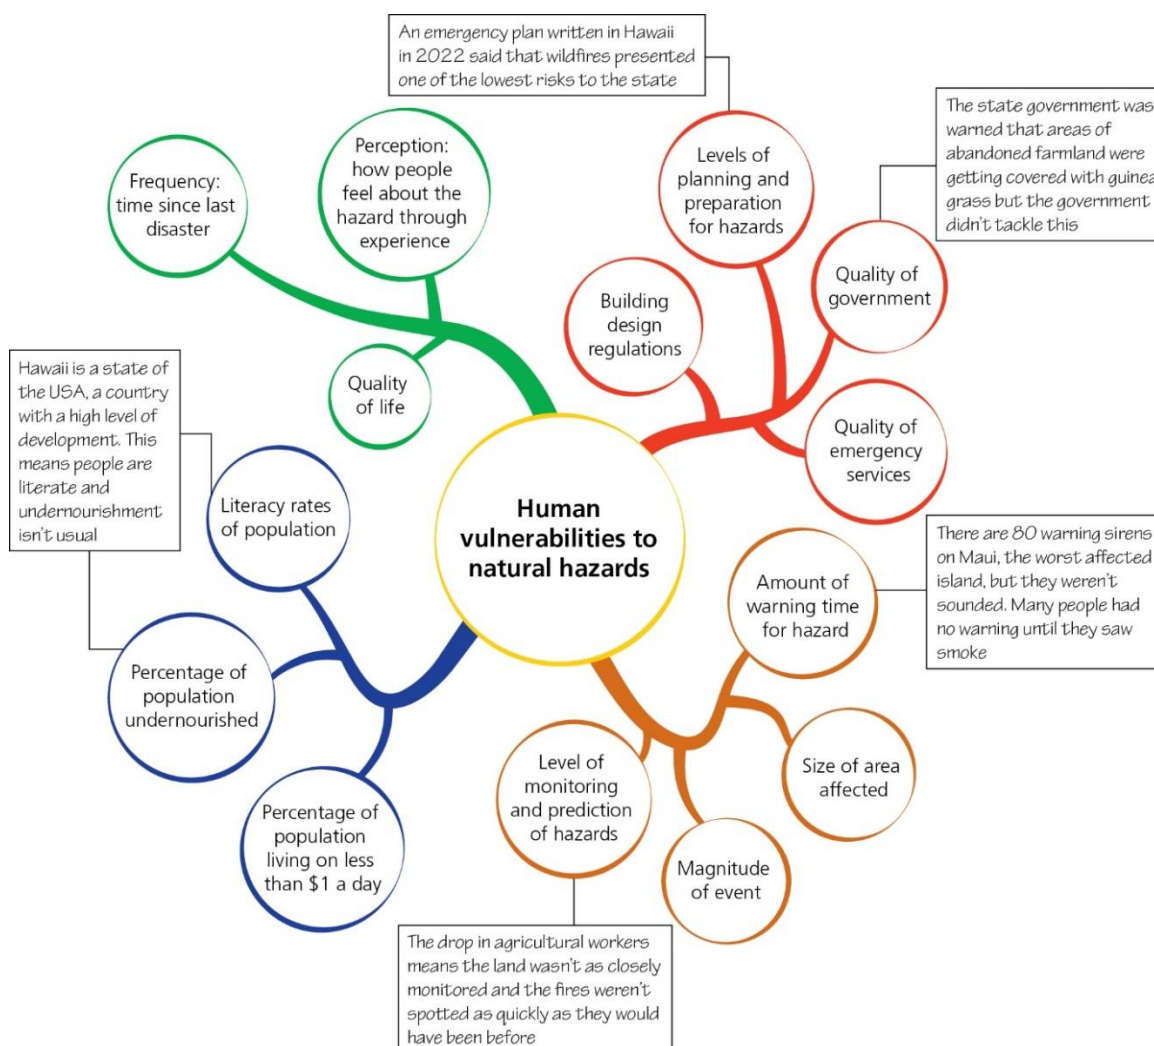 An emergency plan written in Hawaii
in 2022 said that wildfires presented
one of the lowest risks to the state
The state government was
warned that areas of
abandoned farmland were
getting covered with guinea
grass but the government
didn't tackle this
Frequency:
time since last
disaster
Perception:
how people
feel about the
hazard through
experience
Quality
of life
Levels of
planning and
preparation
for hazards
Quality of
government
Building
design
regulations
Quality of
emergency
services
Hawaii is a state of
the USA, a country
with a high level of
development. This
means people are
literate and
undernourishment
isn't usual
Literacy rates
of population
Percentage of
population
undernourished
Percentage of
population
living on less
than $1 a day
Human
vulnerabilities to
natural hazards
Amount of
warning time
for hazard
There are 80 warning sirens
on Maui, the worst affected
island, but they weren't
sounded. Many people had
no warning until they saw
smoke
Size of area
affected
Level of
monitoring
and prediction
of hazards
Magnitude
of event
The drop in agricultural workers
means the land wasn't as closely
monitored and the fires weren't
spotted as quickly as they would
have been before